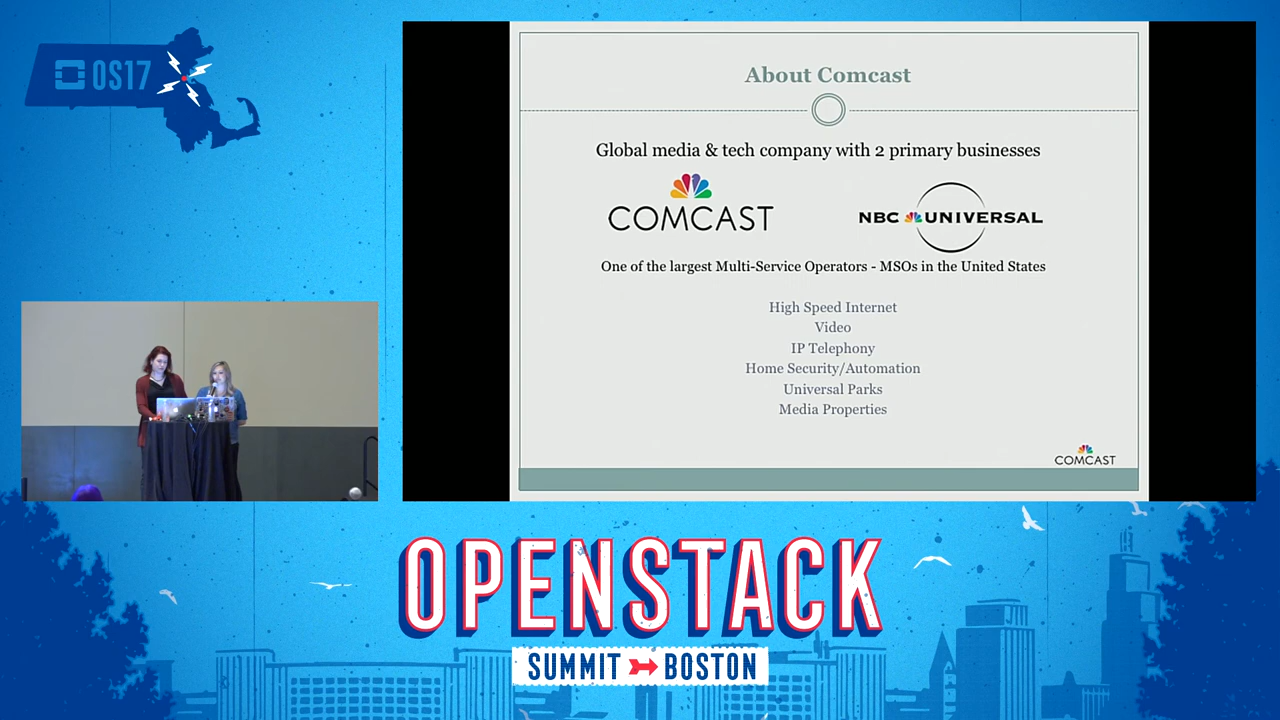 OS17
About Comcast
Global media & tech company with 2 primary businesses
COMCAST
NBC UNIVERSAL
One of the largest Multi-Service Operators - MSOs in the United States
High Speed Internet
Video
IP Telephony
Home Security/Automation
Universal Parks
Media Properties
COMCAST
OPENSTACK
SUMMIT BOSTON